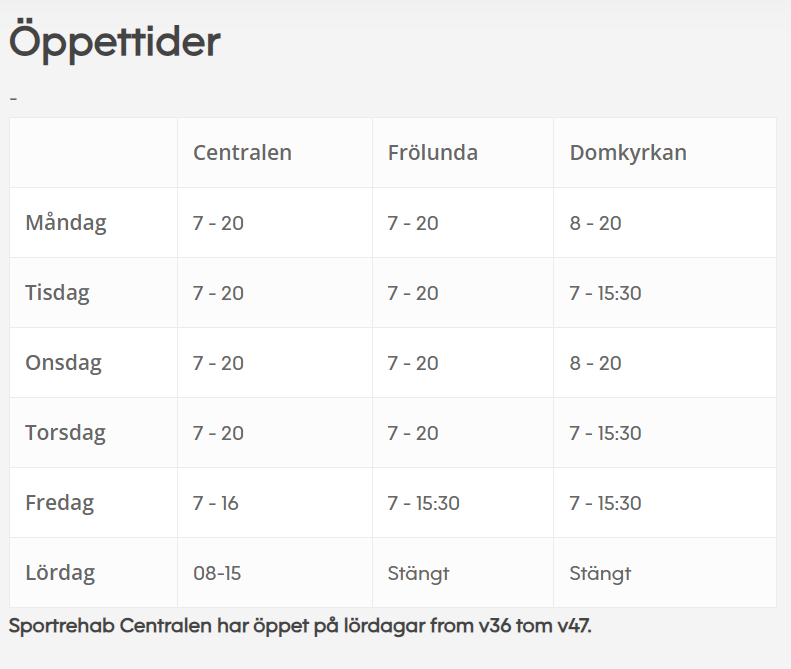 Öppettider
-
Centralen Frölunda Domkyrkan
Måndag 7 - 20 7 - 20 8 - 20
Tisdag 7 - 20 7 - 20 7 - 15:30
Onsdag 7 - 20 7 - 20 8 - 20
Torsdag 7 - 20 7 - 20 7 - 15:30
Fredag 7 - 16 7 - 15:30 7 - 15:30
Lördag 08-15 Stängt Stängt
Sportrehab Centralen har öppet på lördagar from v36 tom v47.